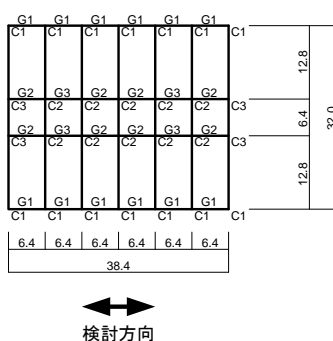 G1 G1 G1 G1 G1 G1
C1 C1 C1 C1 C1 C1 C1
12.8
G2 G3 G2 G2 G3 G2
C3 C2 C2 C2 C2 C2 C3
6.4
32.0
G2 G3 G2 G2 G3 G2
C3 C2 C2 C2 C2 C2 C3
12.8
G1 G1 G1 G1 G1 G1
C1 C1 C1 C1 C1 C1 C1
6.4 6.4 6.4 6.4 6.4 6.4
38.4
検討方向